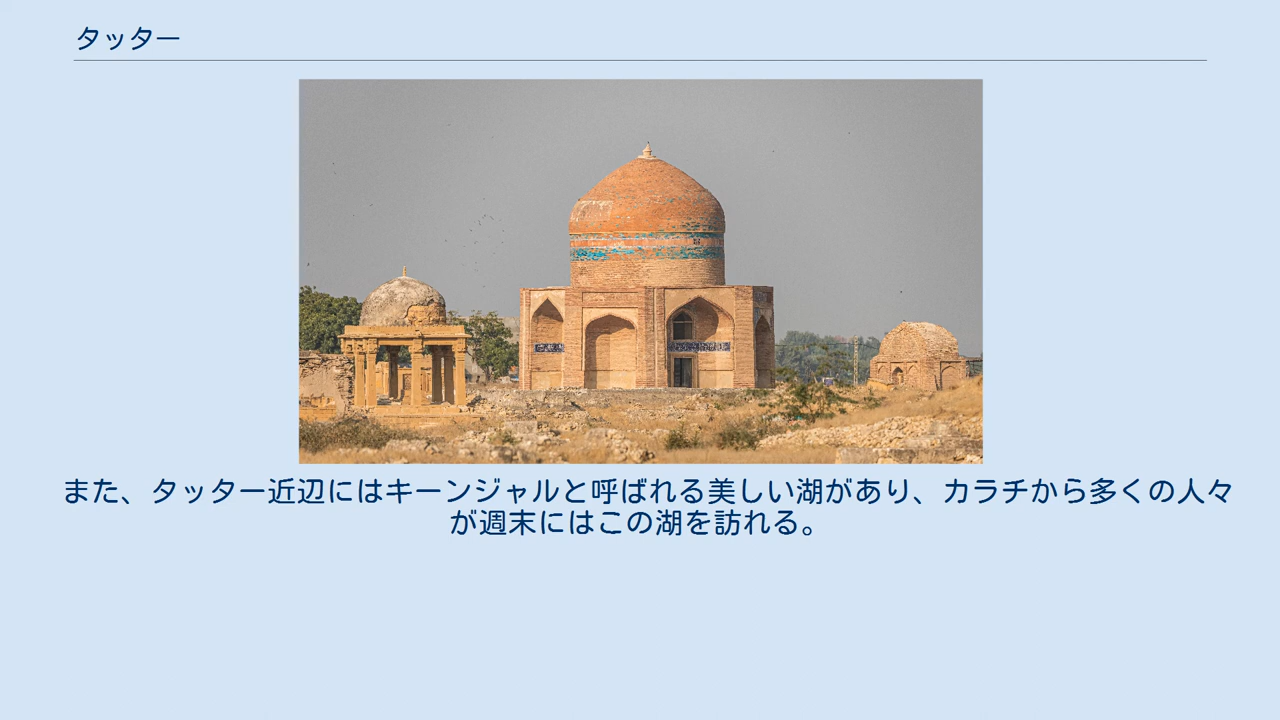 タッター
また、タッター近辺にはキーンジャルと呼ばれる美しい湖があり、カラチから多くの人々
が週末にはこの湖を訪れる。